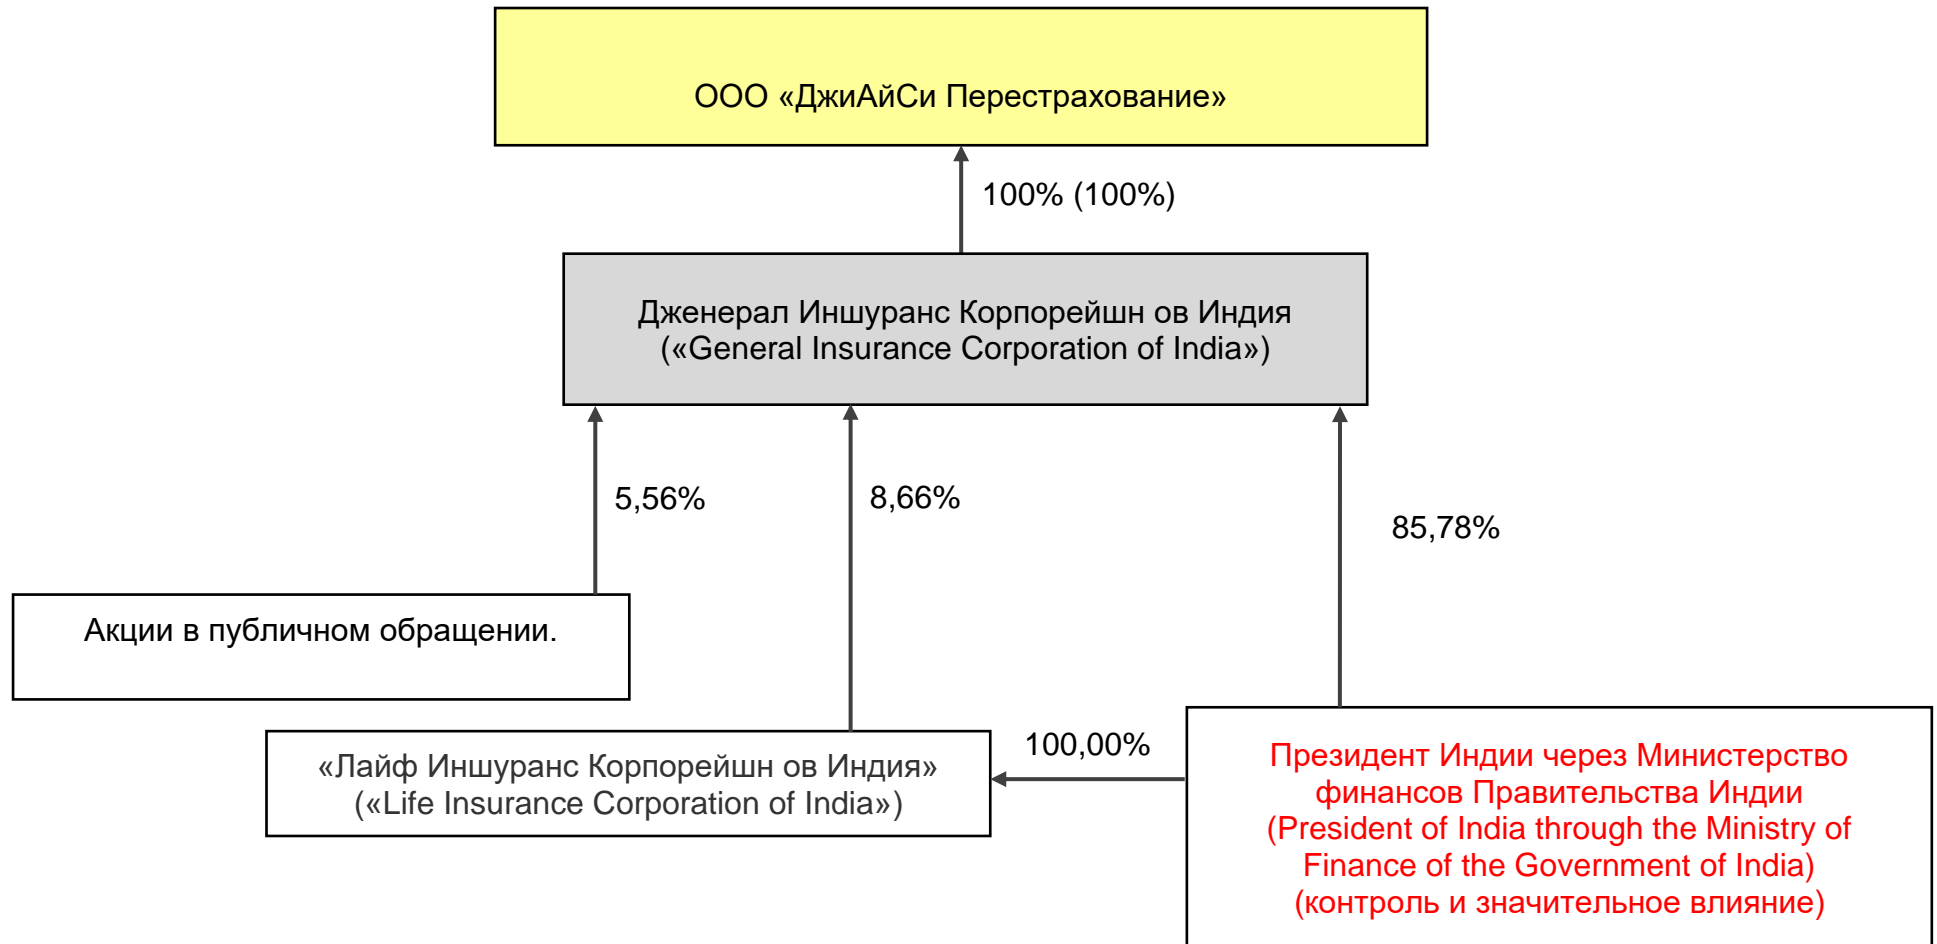 ООО «ДжиАйСи Перестрахование»
100% (100%)
Дженерал Иншуранс Корпорейшн ов Индия
(«General Insurance Corporation of India»)
5,56%
8,66%
85,78%
Акции в публичном обращении.
100,00%
«Лайф Иншуранс Корпорейшн ов Индия»
(«Life Insurance Corporation of India»)
Президент Индии через Министерство
финансов Правительства Индии
(President of India through the Ministry of
Finance of the Government of India)
(контроль и значительное влияние)